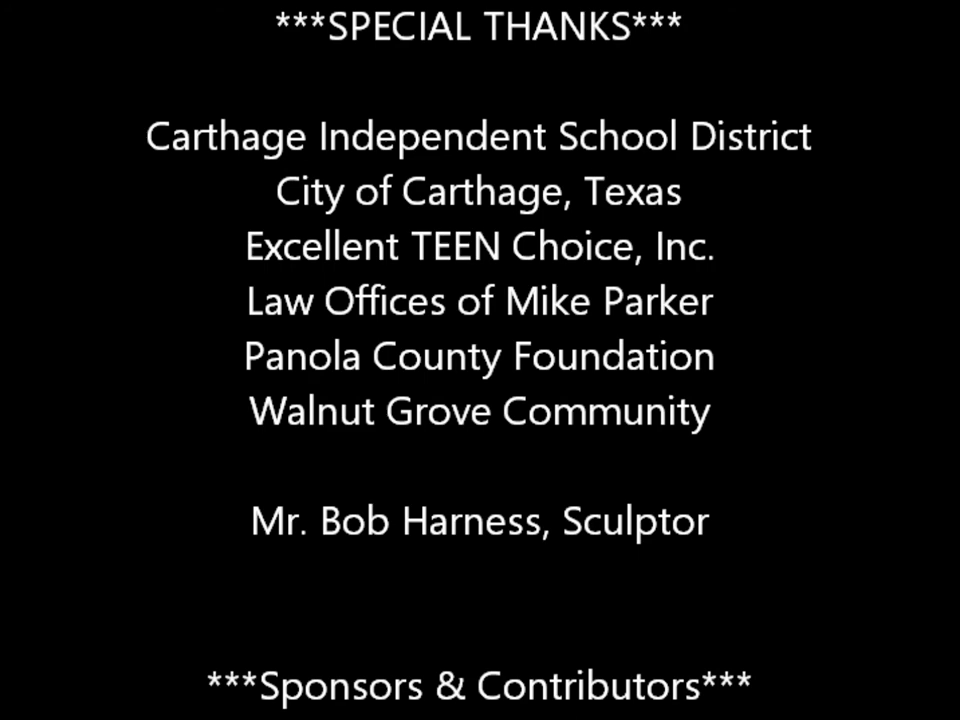 ***SPECIAL THANKS***
Carthage Independent School District
City of Carthage, Texas
Excellent TEEN Choice, Inc.
Law Offices of Mike Parker
Panola County Foundation
Walnut Grove Community
Mr. Bob Harness, Sculptor
***Sponsors & Contributors***